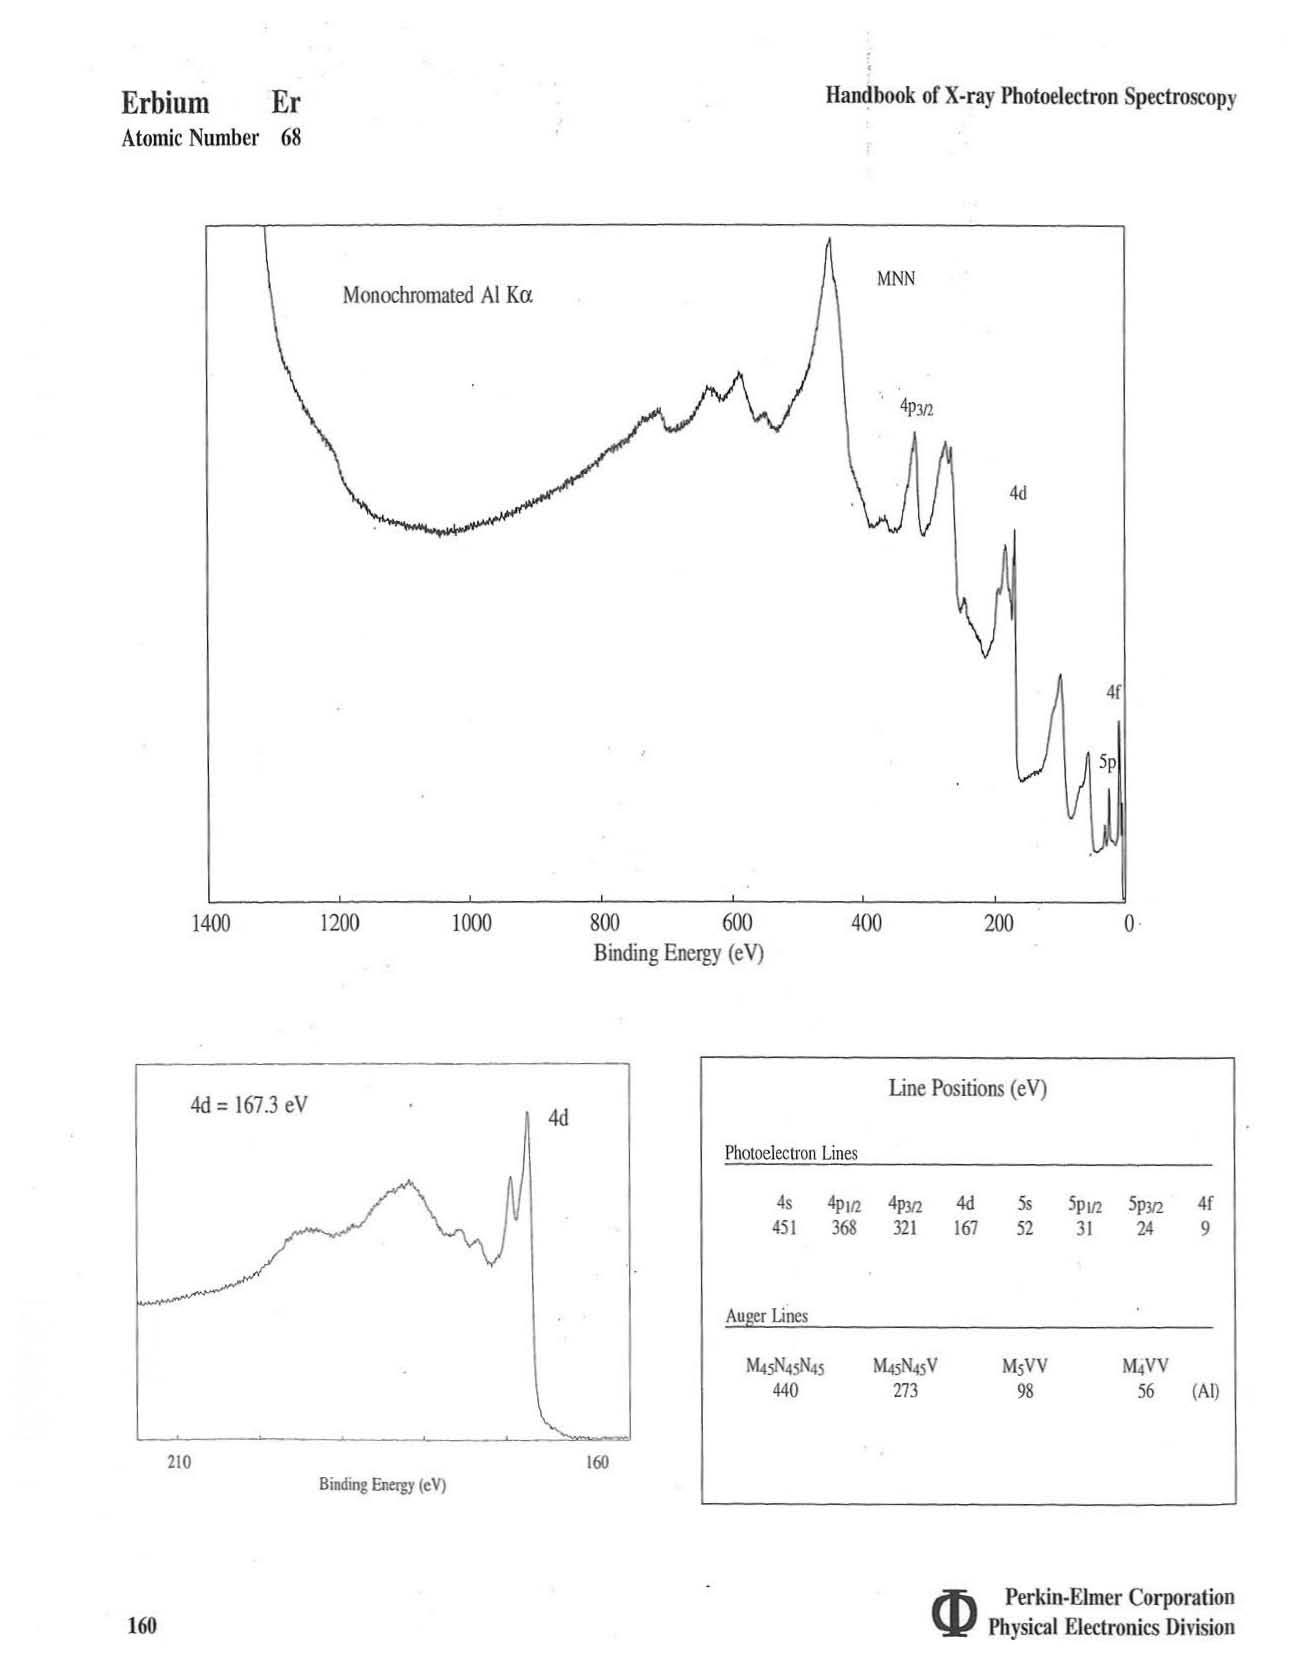 Erbium Er
Atomic Number 68
Handbook of X-ray Photoelectron Spectroscopy
Monochromated Al Kα
MNN
4p3/2
4d
4f
5p
1400 1200 1000 800 600 400 200 0
Binding Energy (eV)
4d = 167.3 eV
4d
210 160
Binding Energy (eV)
Line Positions (eV)
Photoelectron Lines
4s 4p1/2 4p3/2 4d 5s 5p1/2 5p3/2 4f
451 368 321 167 52 31 24 9
Auger Lines
M45N45N45 M45N45V M5VV M4VV
440 273 98 56 (Al)
160
Perkin-Elmer Corporation
Physical Electronics Division